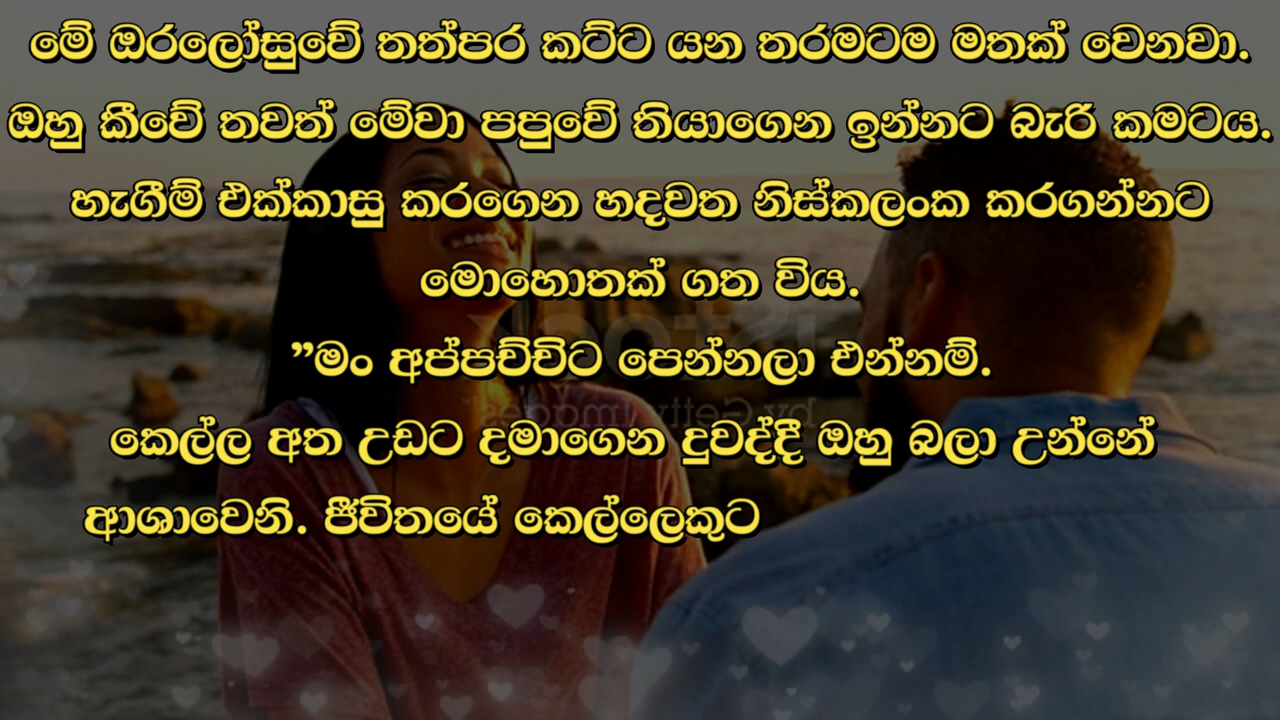 මේ ඔරලෝසුවේ තත්පර කට්ට යන තරමටම මතක් වෙනවා.
ඔහු කීවේ තවත් මේවා පපුවේ තියාගෙන ඉන්නට බැරි කමටය.
හැගීම් එක්කාසු කරගෙන හදවත නිස්කලංක කරගන්නට
මොහොතක් ගත විය.
”මං අප්පච්චිට පෙන්නලා එන්නම්.
කෙල්ල අත උඩට දමාගෙන දුවද්දී ඔහු බලා උන්නේ
ආශාවෙනි. ජීවිතයේ කෙල්ලෙකුට